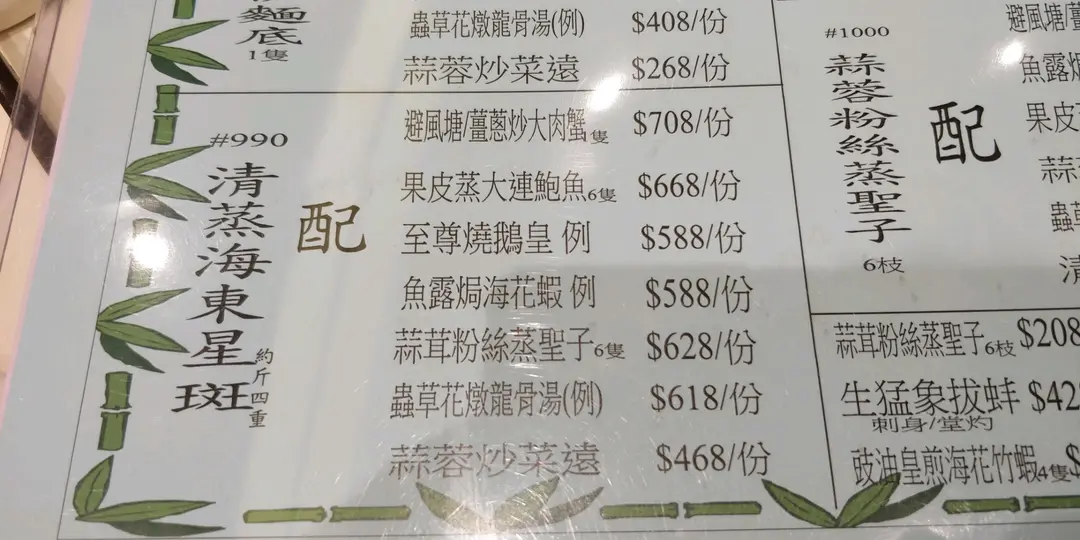 麵底
1隻
蟲草花燉龍骨湯(例) $408/份
蒜蓉炒菜遠 $268/份
#990
清蒸海東星斑
約斤四重
配
避風塘/薑蔥炒大肉蟹隻 $708/份
果皮蒸大連鮑魚6隻 $668/份
至尊燒鵝皇 例 $588/份
魚露焗海花蝦 例 $588/份
蒜茸粉絲蒸聖子6隻 $628/份
蟲草花燉龍骨湯(例) $618/份
蒜蓉炒菜遠 $468/份
#1000
蒜蓉粉絲蒸聖子
6枝
配
避風塘/薑
魚露焗
果皮
蒜
蟲
清
蒜茸粉絲蒸聖子6枝 $208
生猛象拔蚌 $42
刺身/堂灼
豉油皇煎海花竹蝦4隻 $